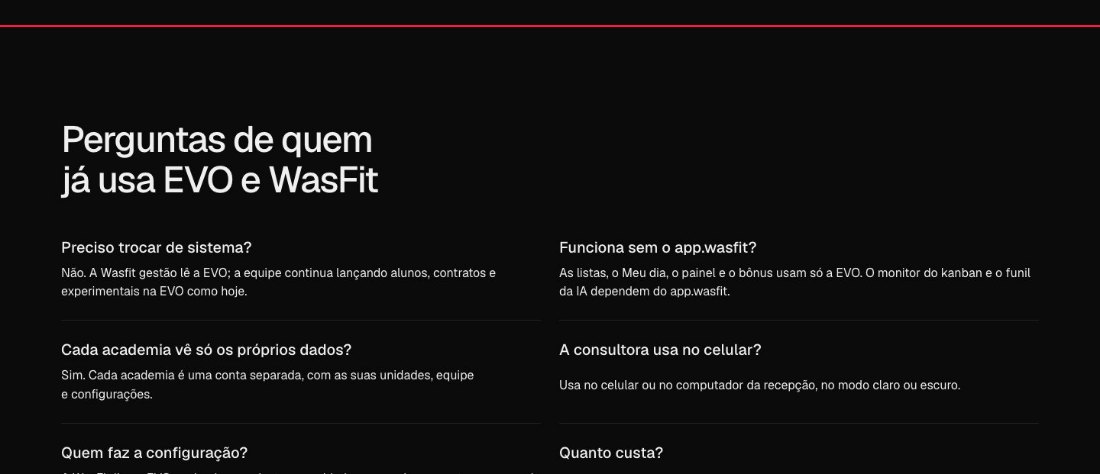 Perguntas de quem
já usa EVO e WasFit
Preciso trocar de sistema?
Não. A Wasfit gestão lê a EVO; a equipe continua lançando alunos, contratos e
experimentais na EVO como hoje.
Funciona sem o app.wasfit?
As listas, o Meu dia, o painel e o bônus usam só a EVO. O monitor do kanban e o funil
da IA dependem do app.wasfit.
Cada academia vê só os próprios dados?
Sim. Cada academia é uma conta separada, com as suas unidades, equipe
e configurações.
A consultora usa no celular?
Usa no celular ou no computador da recepção, no modo claro ou escuro.
Quem faz a configuração?
Quanto custa?